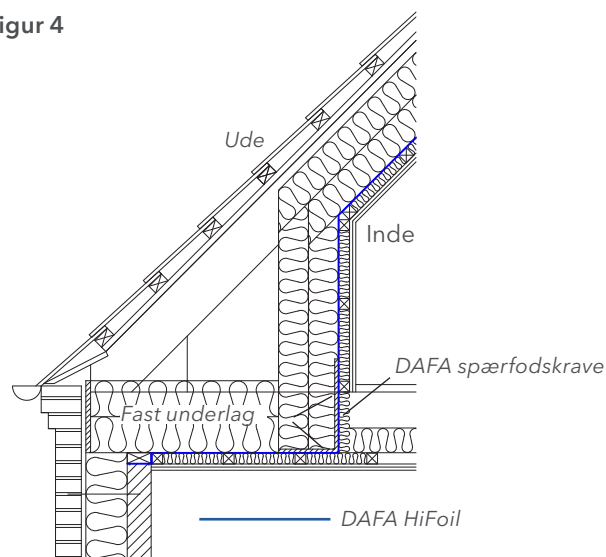 igur 4
Ude
Inde
DAFA spærfodskrave
Fast underlag
DAFA HiFoil